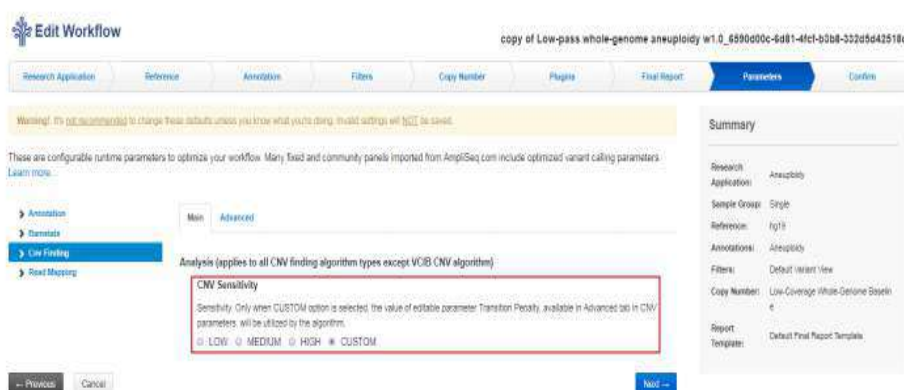 Edit Workflow
copy of Low-pass whole-genome aneuploidy w1.0_6590d00c-6d81-4fcf-b3b8-332d5d42518c
Research Application
Reference
Annotation
Filters
Copy Number
Plugins
Final Report
Parameters
Confirm
Warning! It's not recommended to change these defaults unless you know what you're doing. Invalid settings will NOT be saved.
These are configurable runtime parameters to optimize your workflow. Many fixed and community panels imported from AmpliSeq.com include optimized variant calling parameters.
Learn more...
Annotation
Bamstats
Cnv Finding
Read Mapping
Main
Advanced
Analysis (applies to all CNV finding algorithm types except VCIB CNV algorithm)
CNV Sensitivity
Sensitivity. Only when CUSTOM option is selected, the value of editable parameter Transition Penalty, available in Advanced tab in CNV
parameters, will be utilized by the algorithm.
LOW MEDIUM HIGH CUSTOM
← Previous
Cancel
Next →
Summary
Research
Application:
Aneuploidy
Sample Group: Single
Reference: hg19
Annotations: Aneuploidy
Filters: Default Variant View
Copy Number: Low-Coverage Whole-Genome Baselin
e
Report
Template:
Default Final Report Template